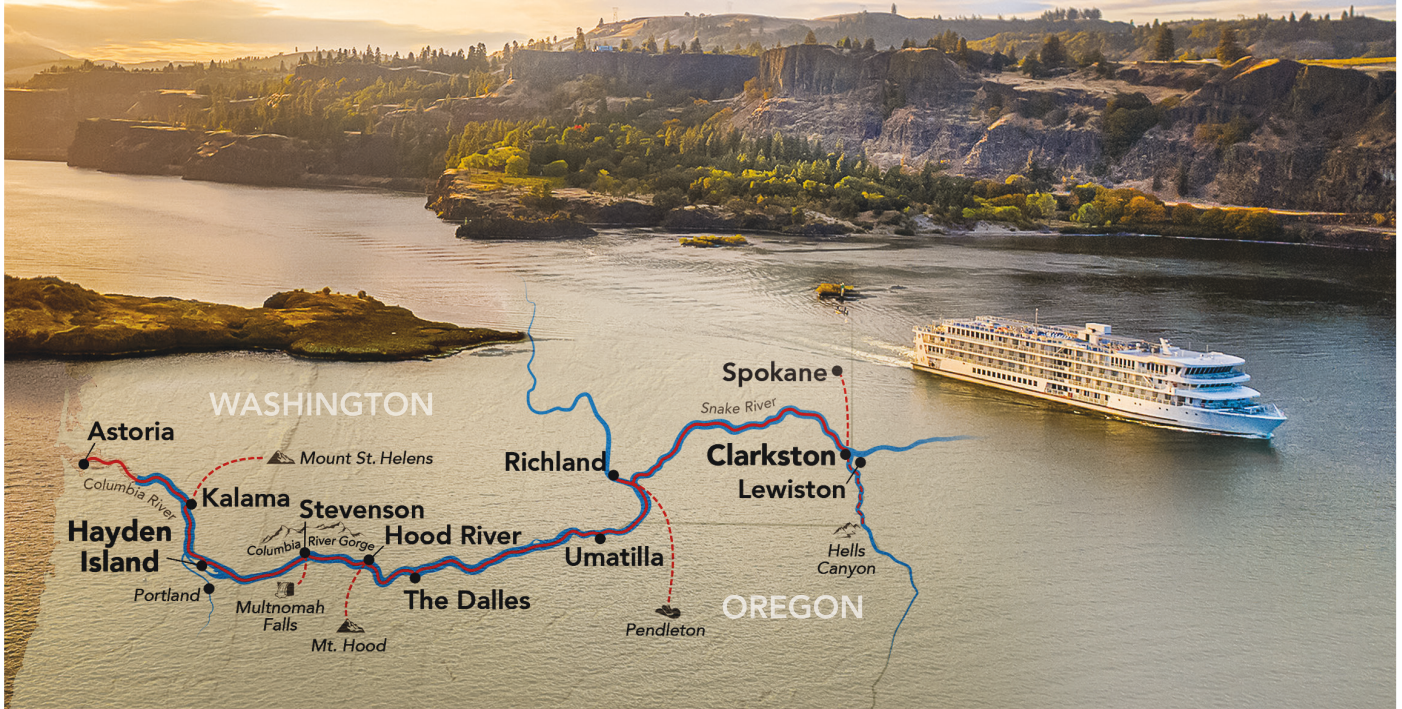 Spokane
WASHINGTON
Snake River
Astoria
Clarkston
Mount St. Helens
Richland
Columbia River
Lewiston
Kalama
Stevenson
Hayden
Island
Hood River
Columbia River Gorge
Umatilla
Hells
Canyon
Portland
The Dalles
Multnomah
Falls
OREGON
Pendleton
Mt. Hood